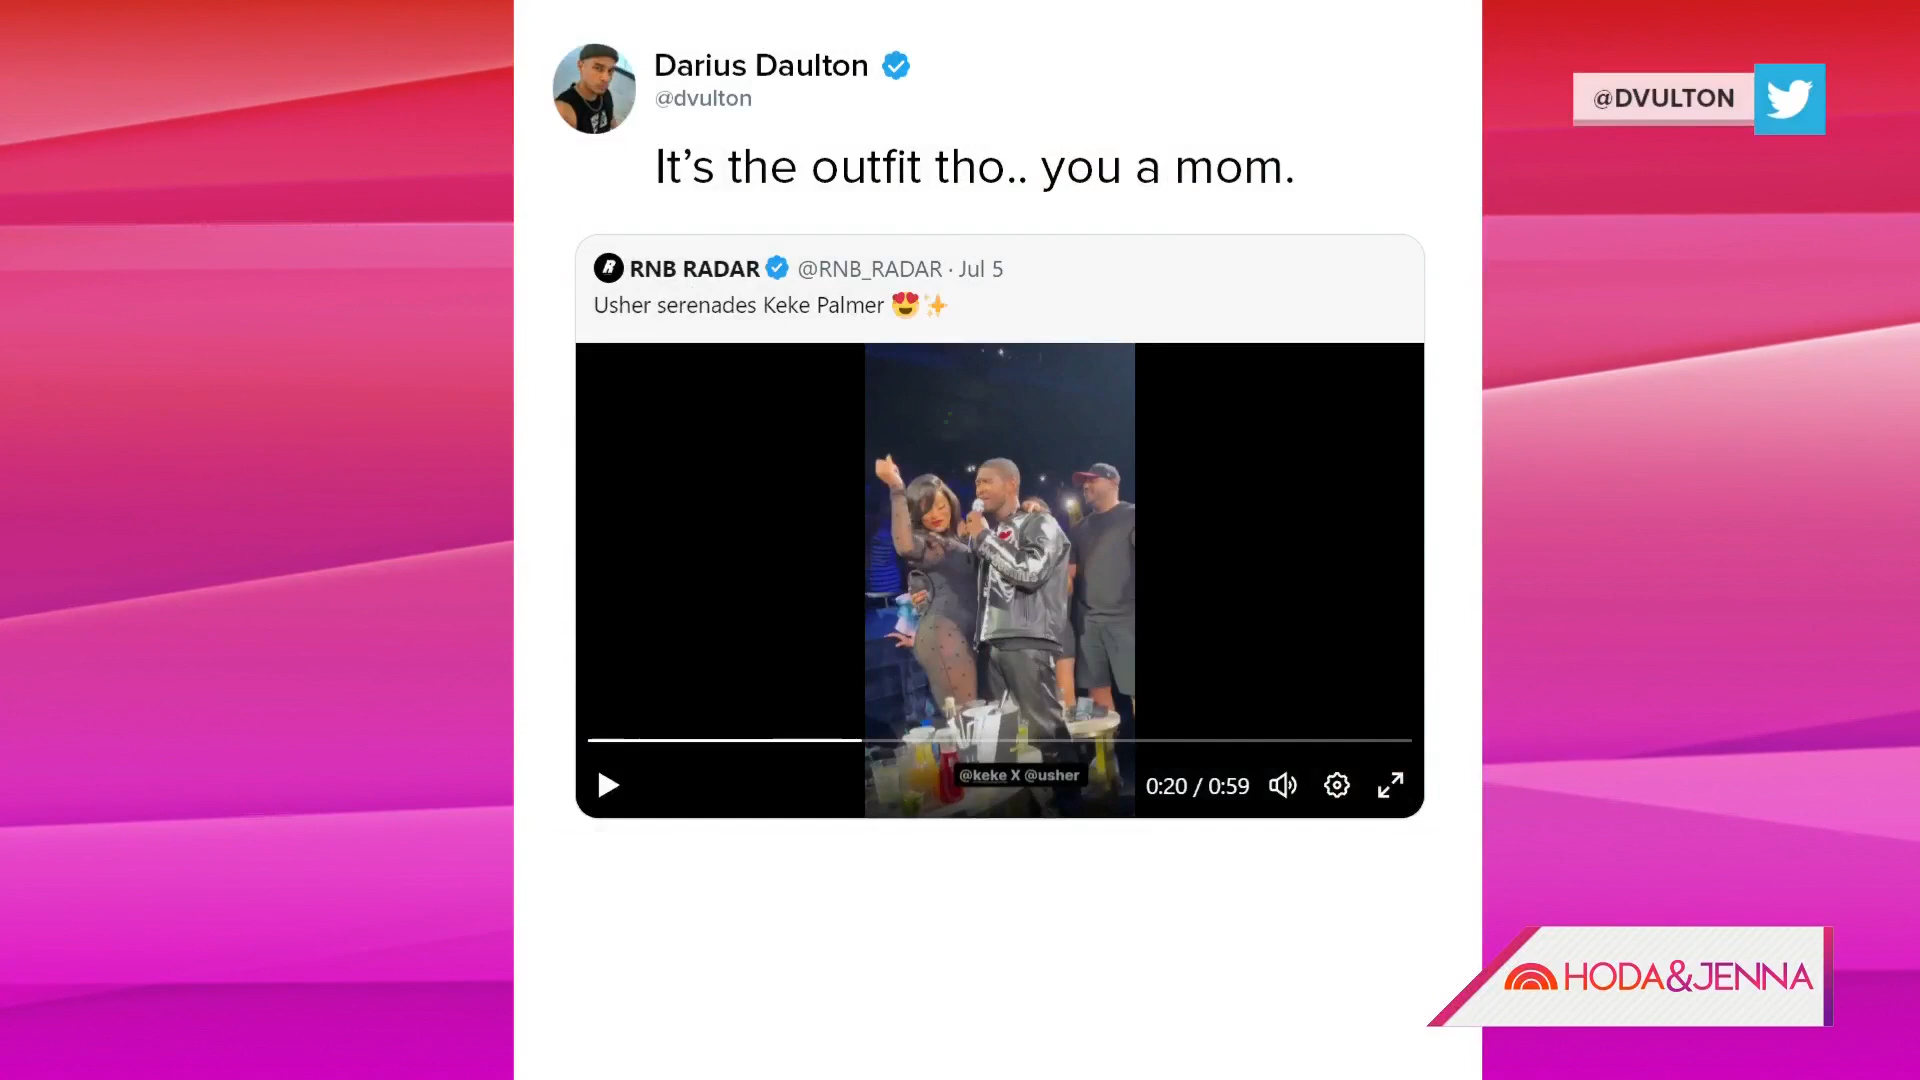 Darius Daulton
@dvulton
@DVULTON
It's the outfit tho.. you a mom.
RNB RADAR @RNB_RADAR · Jul 5
Usher serenades Keke Palmer 😍✨
@keke X @usher
0:20 / 0:59
HODA&JENNA